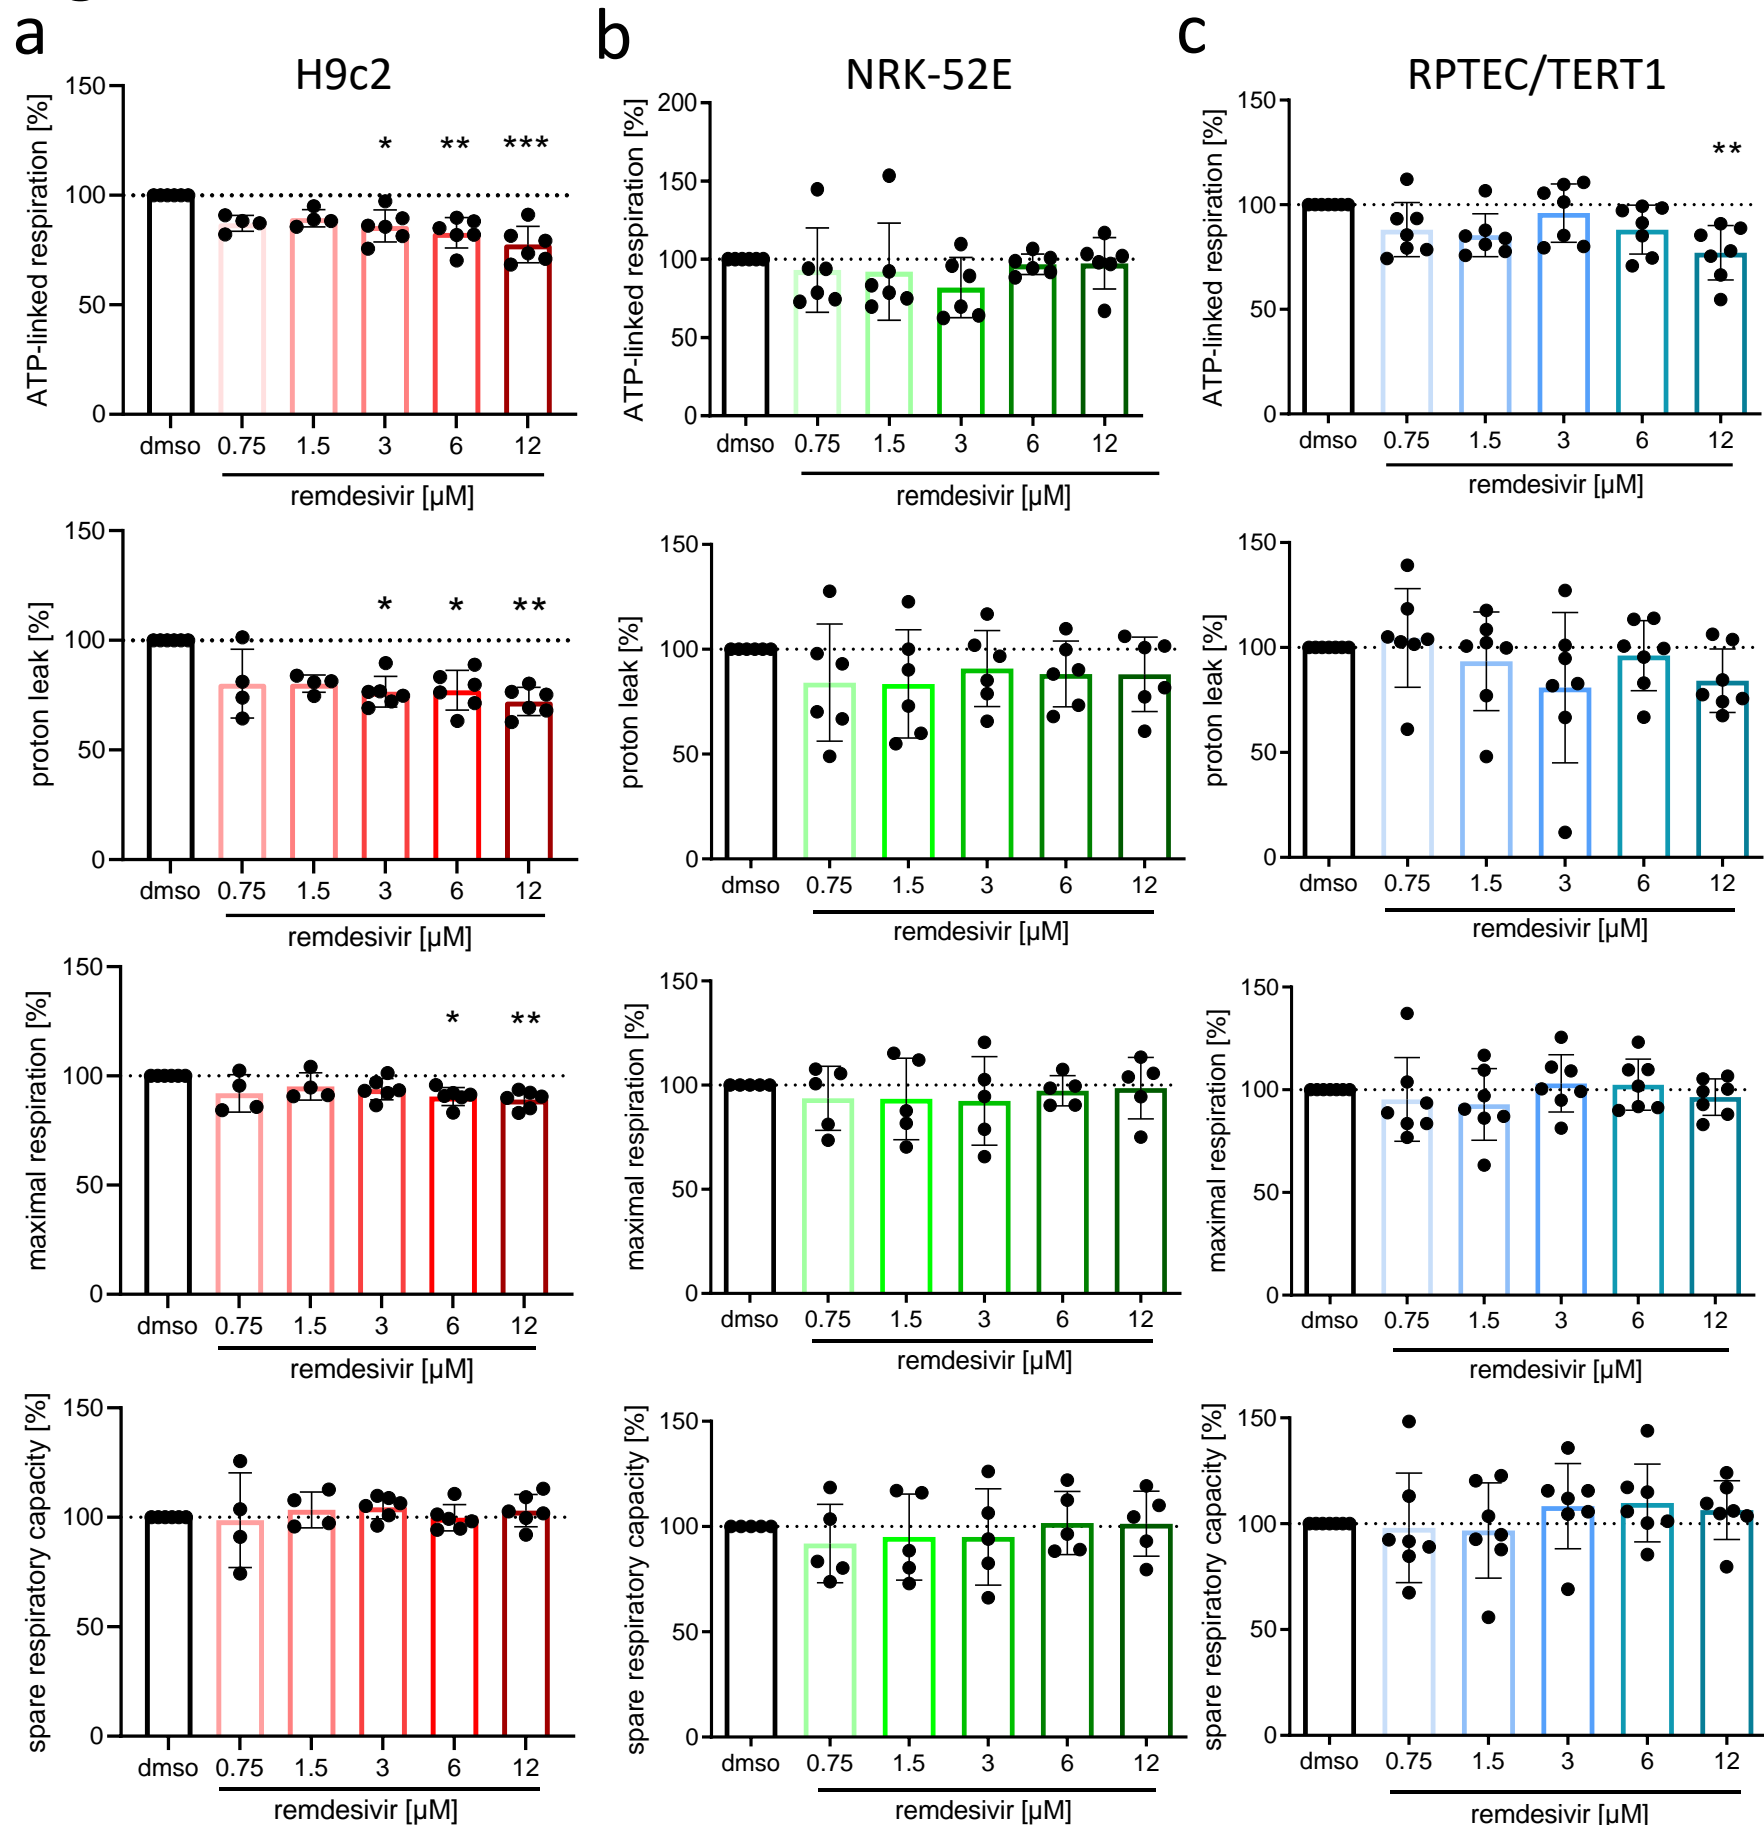 a
H9c2
ATP-linked respiration [%]
150
100
50
0
* ** ***
dmso 0.75 1.5 3 6 12
remdesivir [µM]
proton leak [%]
150
100
50
0
* * **
dmso 0.75 1.5 3 6 12
remdesivir [µM]
maximal respiration [%]
150
100
50
0
* **
dmso 0.75 1.5 3 6 12
remdesivir [µM]
spare respiratory capacity [%]
150
100
50
0
dmso 0.75 1.5 3 6 12
remdesivir [µM]
b
NRK-52E
ATP-linked respiration [%]
200
150
100
50
0
dmso 0.75 1.5 3 6 12
remdesivir [µM]
proton leak [%]
150
100
50
0
dmso 0.75 1.5 3 6 12
remdesivir [µM]
maximal respiration [%]
150
100
50
0
dmso 0.75 1.5 3 6 12
remdesivir [µM]
spare respiratory capacity [%]
150
100
50
0
dmso 0.75 1.5 3 6 12
remdesivir [µM]
c
RPTEC/TERT1
ATP-linked respiration [%]
150
100
50
0
**
dmso 0.75 1.5 3 6 12
remdesivir [µM]
proton leak [%]
150
100
50
0
dmso 0.75 1.5 3 6 12
remdesivir [µM]
maximal respiration [%]
150
100
50
0
dmso 0.75 1.5 3 6 12
remdesivir [µM]
spare respiratory capacity [%]
150
100
50
0
dmso 0.75 1.5 3 6 12
remdesivir [µM]